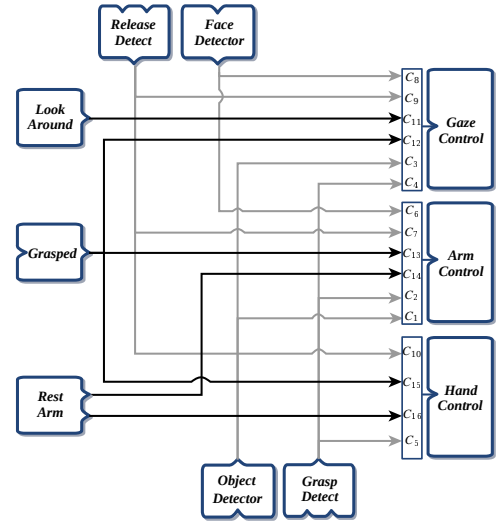 Release
Detect
Face
Detector
Look
Around
Grasped
Rest
Arm
C8
C9
C11
C12
C3
C4
Gaze
Control
C6
C7
C13
C14
C2
C1
Arm
Control
C10
C15
C16
C5
Hand
Control
Object
Detector
Grasp
Detect